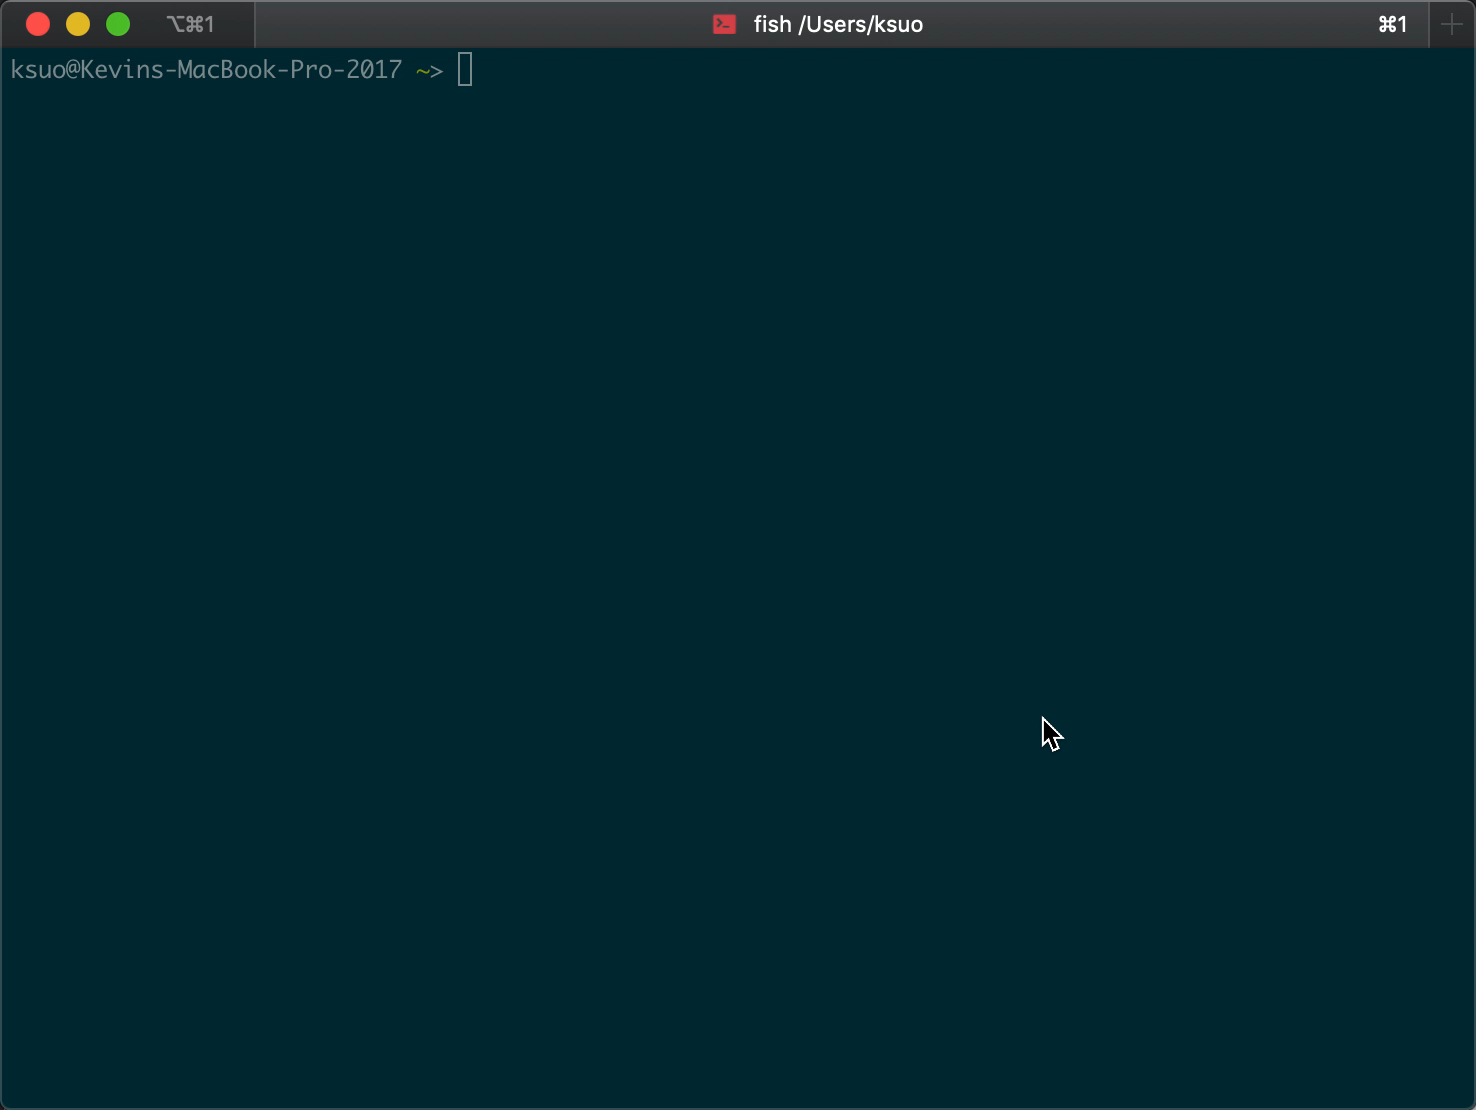 ⌥⌘1 fish /Users/ksuo ⌘1
ksuo@Kevins-MacBook-Pro-2017 ~>